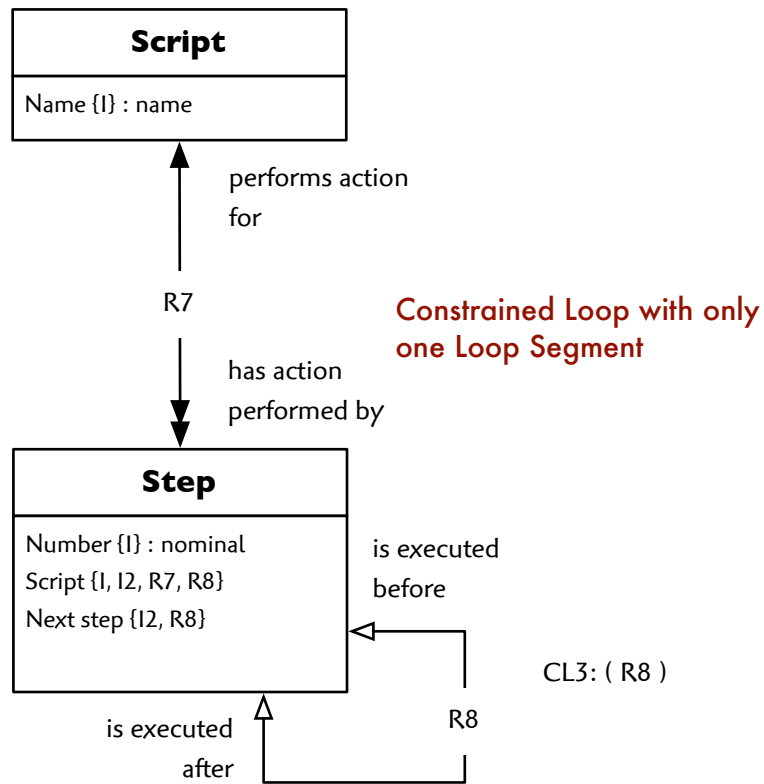 Script
Name {I} : name
performs action
for
R7
Constrained Loop with only
one Loop Segment
has action
performed by
Step
Number {I} : nominal
Script {I, I2, R7, R8}
Next step {I2, R8}
is executed
before
CL3: ( R8 )
R8
is executed
after